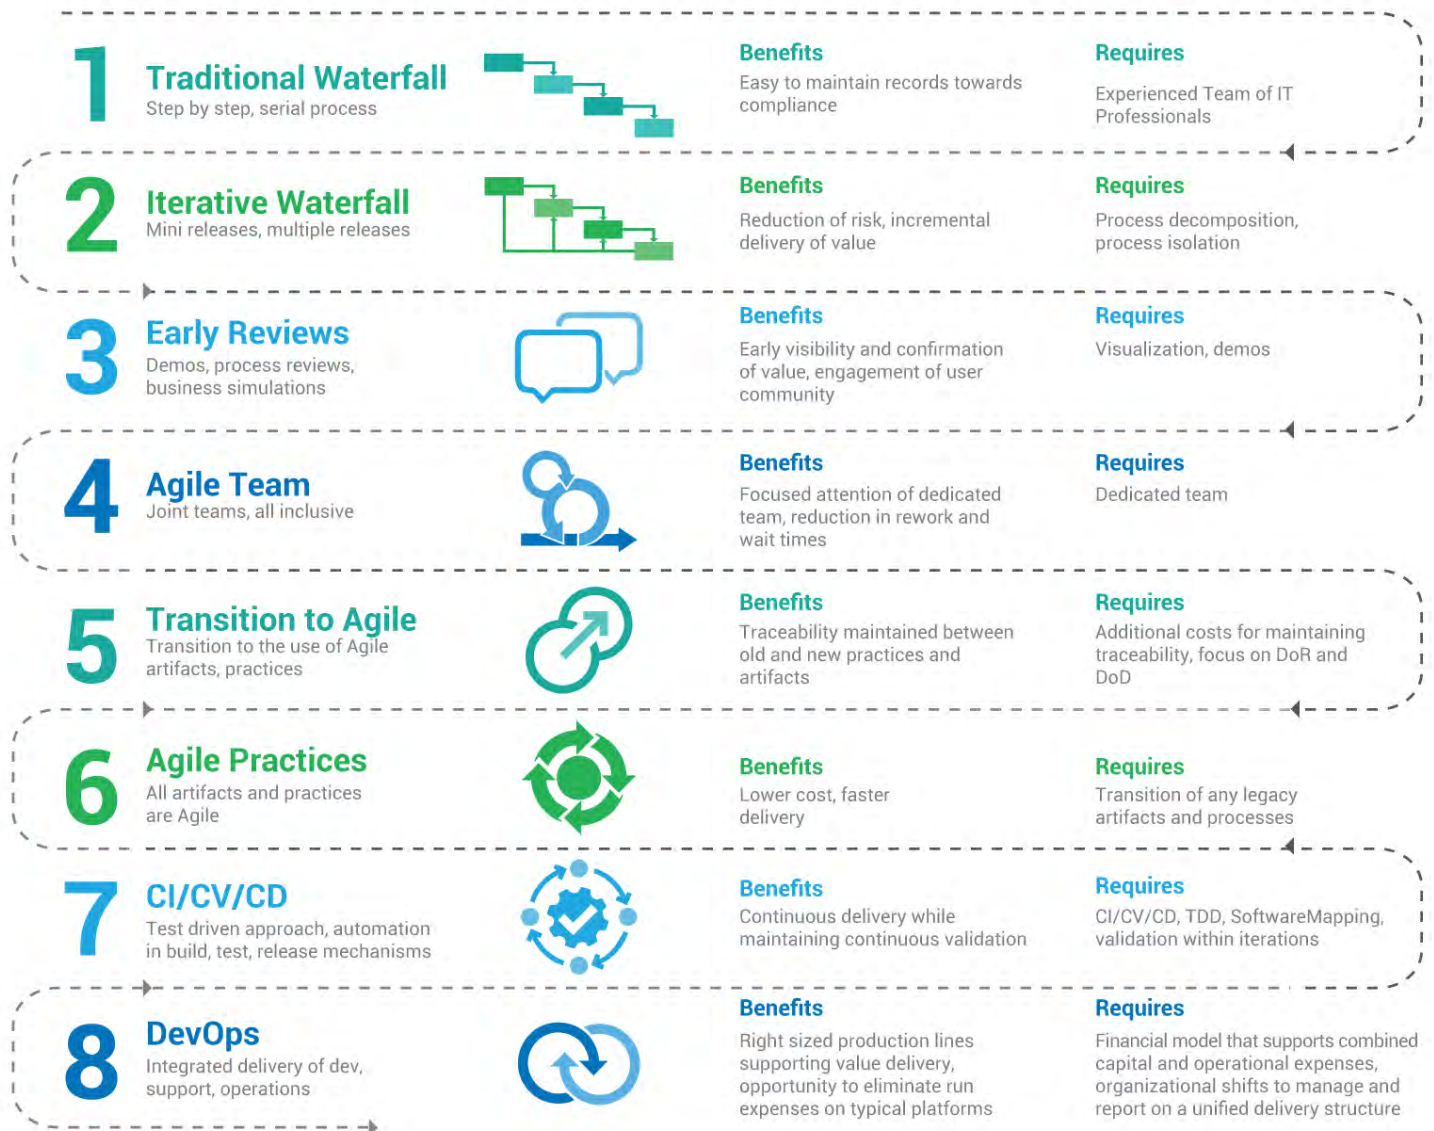 1
Traditional Waterfall
Step by step, serial process
Benefits
Easy to maintain records towards
compliance
Requires
Experienced Team of IT
Professionals
2
Iterative Waterfall
Mini releases, multiple releases
Benefits
Reduction of risk, incremental
delivery of value
Requires
Process decomposition,
process isolation
3
Early Reviews
Demos, process reviews,
business simulations
Benefits
Early visibility and confirmation
of value, engagement of user
community
Requires
Visualization, demos
4
Agile Team
Joint teams, all inclusive
Benefits
Focused attention of dedicated
team, reduction in rework and
wait times
Requires
Dedicated team
5
Transition to Agile
Transition to the use of Agile
artifacts, practices
Benefits
Traceability maintained between
old and new practices and
artifacts
Requires
Additional costs for maintaining
traceability, focus on DoR and
DoD
6
Agile Practices
All artifacts and practices
are Agile
Benefits
Lower cost, faster
delivery
Requires
Transition of any legacy
artifacts and processes
7
CI/CV/CD
Test driven approach, automation
in build, test, release mechanisms
Benefits
Continuous delivery while
maintaining continuous validation
Requires
CI/CV/CD, TDD, SoftwareMapping,
validation within iterations
8
DevOps
Integrated delivery of dev,
support, operations
Benefits
Right sized production lines
supporting value delivery,
opportunity to eliminate run
expenses on typical platforms
Requires
Financial model that supports combined
capital and operational expenses,
organizational shifts to manage and
report on a unified delivery structure